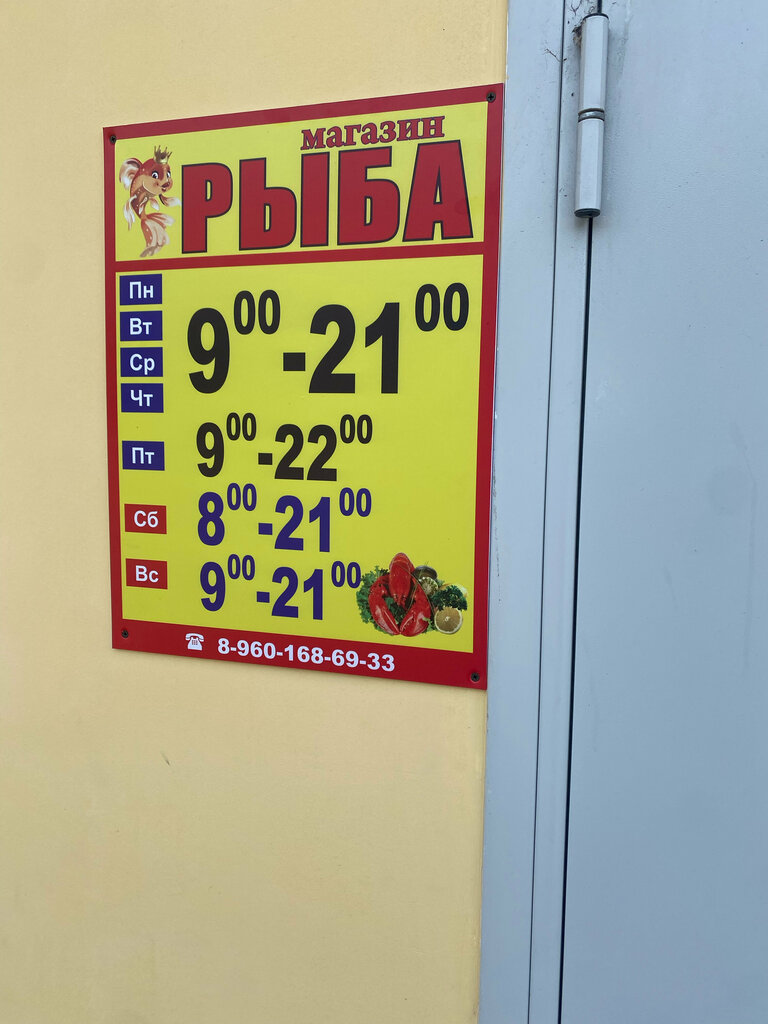 магазин
РЫБА
Пн
Вт
Ср
Чт
9⁰⁰-21⁰⁰
Пт 9⁰⁰-22⁰⁰
Сб 8⁰⁰-21⁰⁰
Вс 9⁰⁰-21⁰⁰
☎ 8-960-168-69-33